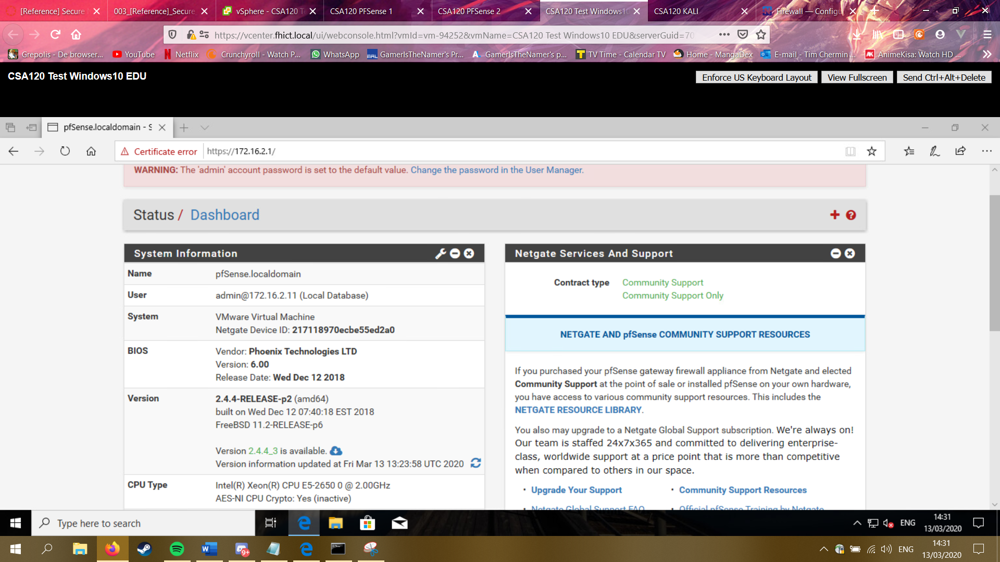 [Reference] Secure
003_[Reference]_Secure
vSphere - CSA120 T
CSA120 PFSense 1
CSA120 PFSense 2
CSA120 Test Windows10
CSA120 KALI
Firewall — Configu
https://vcenter.fhict.local/ui/webconsole.html?vmId=vm-94252&vmName=CSA120 Test Windows10 EDU&serverGuid=70
Grepolis - De browser...
YouTube
Netflix
Crunchyroll - Watch P...
WhatsApp
GamerIsTheNamer's Pr...
GamerIsTheNamer's p...
TV Time - Calendar TV
Home - MangaDex
E-mail - Tim Chermin ...
AnimeKisa: Watch HD ...
CSA120 Test Windows10 EDU
Enforce US Keyboard Layout
View Fullscreen
Send Ctrl+Alt+Delete
pfSense.localdomain - S
Certificate error
https://172.16.2.1/
WARNING: The 'admin' account password is set to the default value. Change the password in the User Manager.
Status / Dashboard
System Information
Name pfSense.localdomain
User admin@172.16.2.11 (Local Database)
System VMware Virtual Machine
Netgate Device ID: 217118970ecbe55ed2a0
BIOS Vendor: Phoenix Technologies LTD
Version: 6.00
Release Date: Wed Dec 12 2018
Version 2.4.4-RELEASE-p2 (amd64)
built on Wed Dec 12 07:40:18 EST 2018
FreeBSD 11.2-RELEASE-p6
Version 2.4.4_3 is available.
Version information updated at Fri Mar 13 13:23:58 UTC 2020
CPU Type Intel(R) Xeon(R) CPU E5-2650 0 @ 2.00GHz
AES-NI CPU Crypto: Yes (inactive)
Netgate Services And Support
Contract type Community Support
Community Support Only
NETGATE AND pfSense COMMUNITY SUPPORT RESOURCES
If you purchased your pfSense gateway firewall appliance from Netgate and elected
Community Support at the point of sale or installed pfSense on your own hardware,
you have access to various community support resources. This includes the
NETGATE RESOURCE LIBRARY.
You also may upgrade to a Netgate Global Support subscription. We're always on!
Our team is staffed 24x7x365 and committed to delivering enterprise-
class, worldwide support at a price point that is more than competitive
when compared to others in our space.
• Upgrade Your Support
• Community Support Resources
• Netgate Global Support FAQ
• Official pfSense Training by Netgate
Type here to search
ENG
14:31
13/03/2020
9+
ENG
14:31
13/03/2020